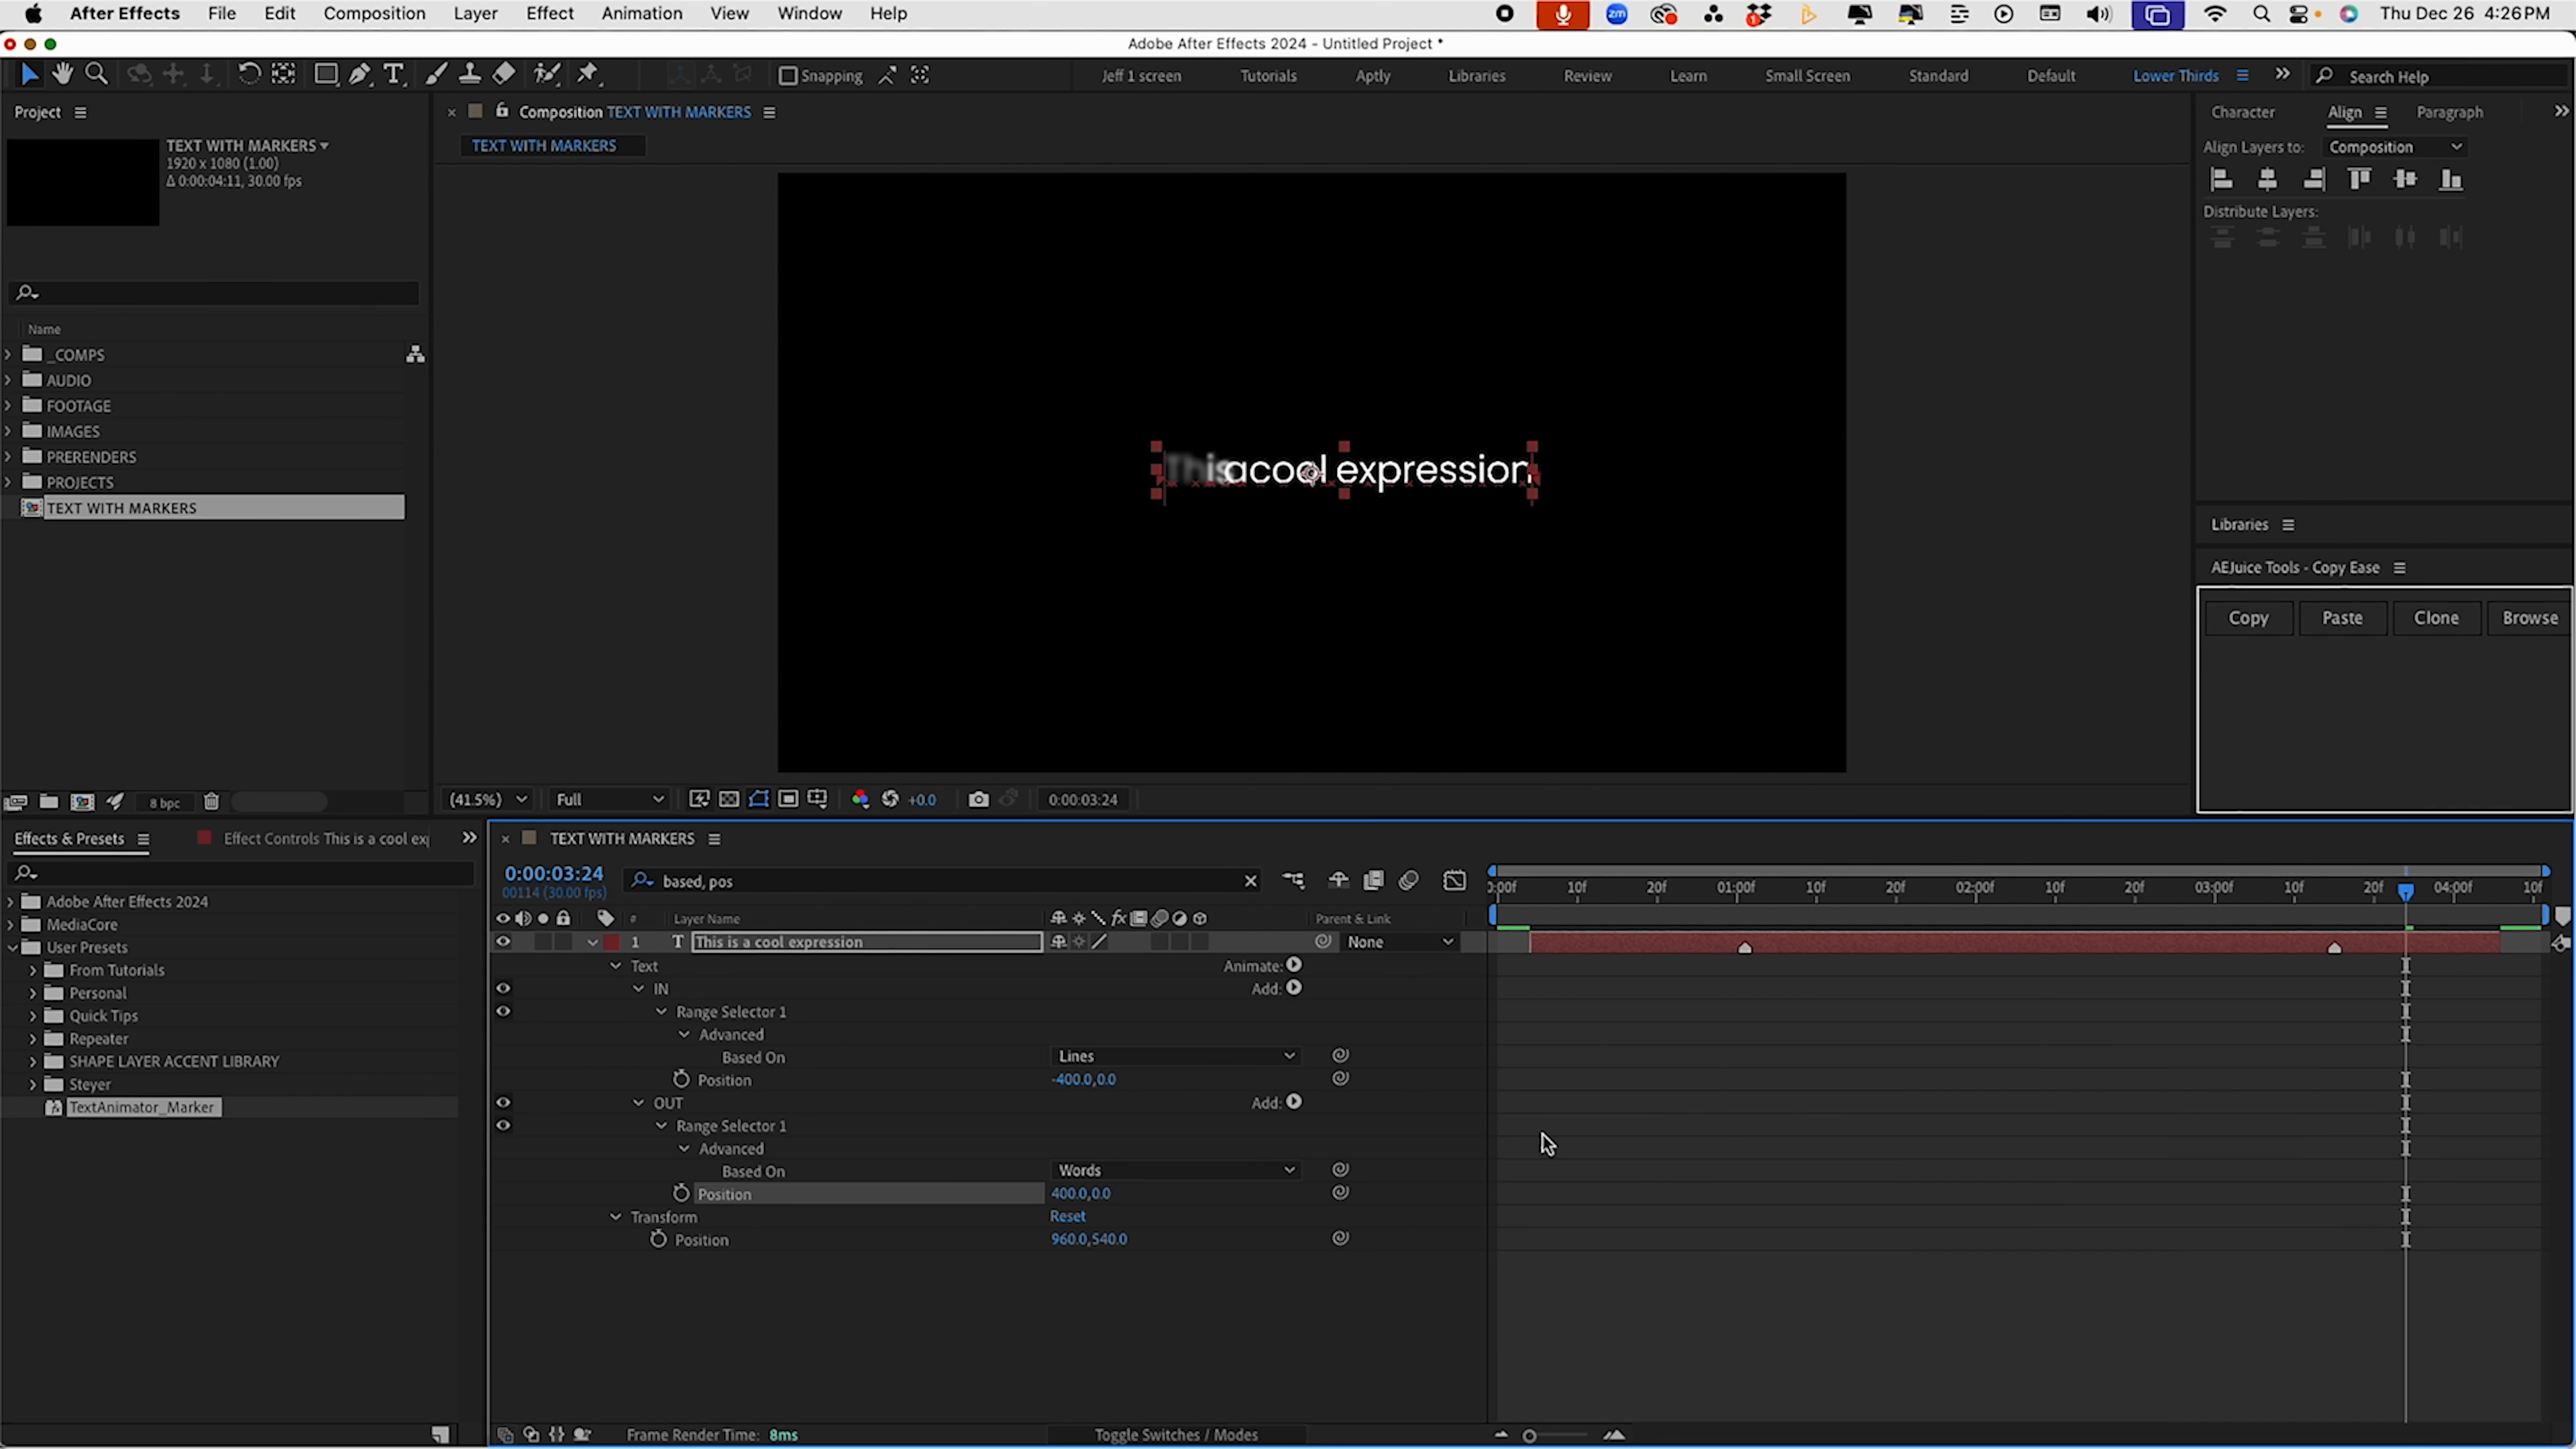 After Effects File Edit Composition Layer Effect Animation View Window Help zm 1 Thu Dec 26 4:26 PM
Adobe After Effects 2024 - Untitled Project *
Snapping Jeff 1 screen Tutorials Aptly Libraries Review Learn Small Screen Standard Default Lower Thirds Search Help
Project
Composition TEXT WITH MARKERS
Character Align Paragraph
TEXT WITH MARKERS
1920 x 1080 (1.00)
Δ 0:00:04:11, 30.00 fps
TEXT WITH MARKERS
Align Layers to: Composition
Distribute Layers:
Name
_COMPS
AUDIO
FOOTAGE
IMAGES
PRERENDERS
PROJECTS
TEXT WITH MARKERS
This acool expression
Libraries
AEJuice Tools - Copy Ease
Copy Paste Clone Browse
8 bpc
(41.5%) Full +0.0 0:00:03:24
Effects & Presets Effect Controls This is a cool ex
TEXT WITH MARKERS
0:00:03:24
00114 (30.00 fps)
based, pos
0:00f 10f 20f 01:00f 10f 20f 02:00f 10f 20f 03:00f 10f 20f 04:00f 10f
# Layer Name fx Parent & Link
1 T This is a cool expression None
Text Animate:
IN Add:
Range Selector 1
Advanced
Based On Lines
Position -400.0,0.0
OUT Add:
Range Selector 1
Advanced
Based On Words
Position 400.0,0.0
Transform Reset
Position 960.0,540.0
Adobe After Effects 2024
MediaCore
User Presets
From Tutorials
Personal
Quick Tips
Repeater
SHAPE LAYER ACCENT LIBRARY
Steyer
TextAnimator_Marker
Frame Render Time: 8ms Toggle Switches / Modes